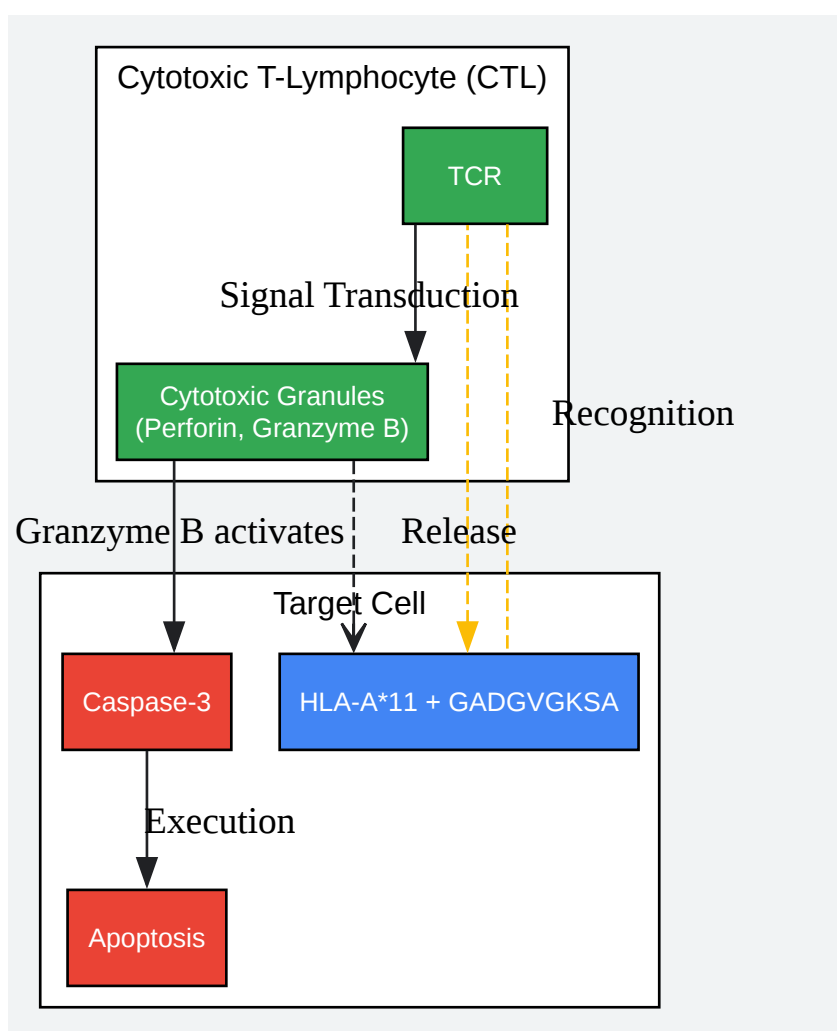 Cytotoxic T-Lymphocyte (CTL)
TCR
Signal Transduction
Cytotoxic Granules
(Perforin, Granzyme B)
Recognition
Granzyme B activates
Release
Target Cell
Caspase-3
HLA-A*11 + GADGVGKSA
Execution
Apoptosis